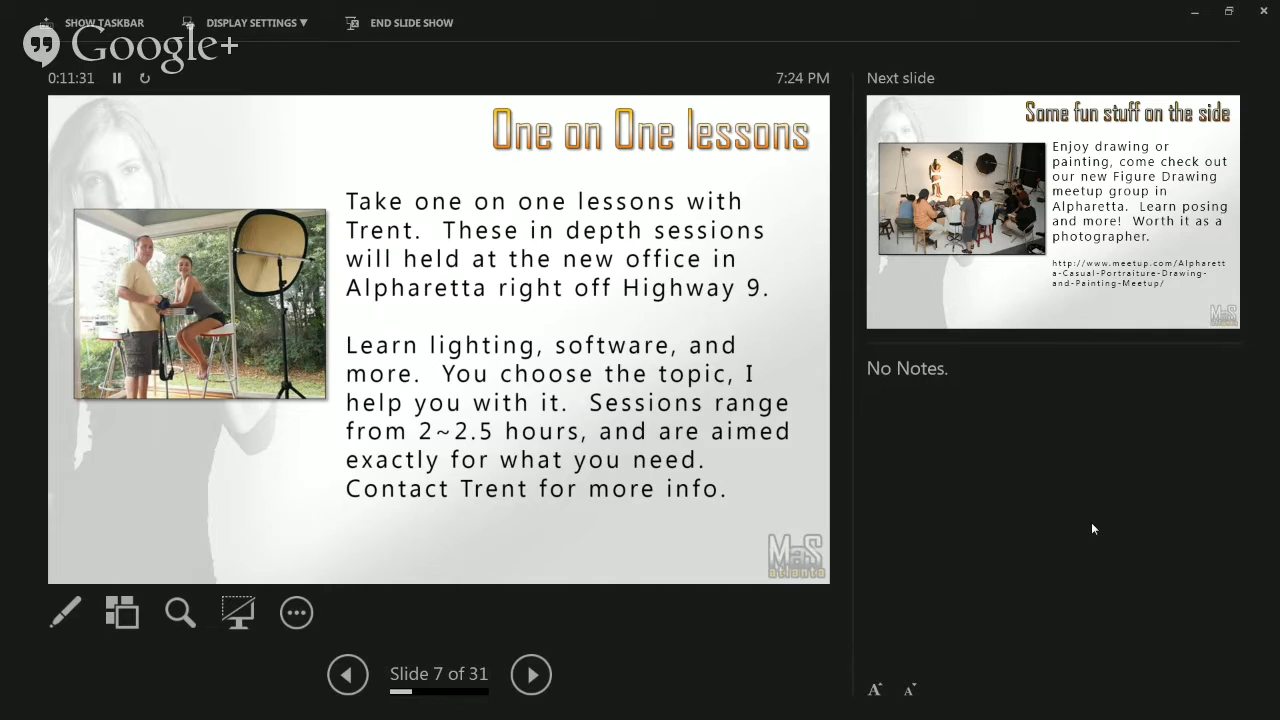 SHOW TASKBAR
DISPLAY SETTINGS ▼
END SLIDE SHOW
Google+
0:11:31
7:24 PM
One on One lessons
Take one on one lessons with
Trent.  These in depth sessions
will held at the new office in
Alpharetta right off Highway 9.
Learn lighting, software, and
more.  You choose the topic, I
help you with it.  Sessions range
from 2~2.5 hours, and are aimed
exactly for what you need.
Contact Trent for more info.
MaS
atlanta
Slide 7 of 31
Next slide
Some fun stuff on the side
Enjoy drawing or
painting, come check out
our new Figure Drawing
meetup group in
Alpharetta.  Learn posing
and more!  Worth it as a
photographer.
http://www.meetup.com/Alpharett
a-Casual-Portraiture-Drawing-
and-Painting-Meetup/
MaS
atlanta
No Notes.
A A